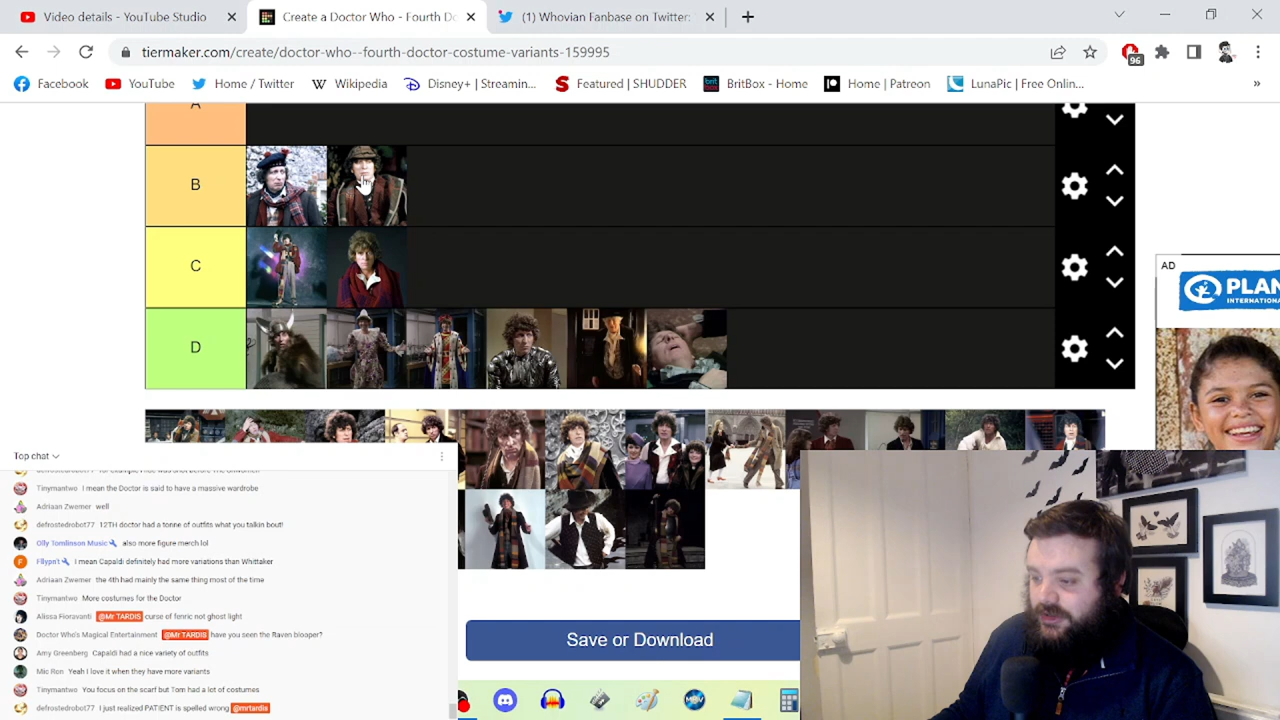 Video details - YouTube Studio
Create a Doctor Who - Fourth Do
(1) Whovian Fanbase on Twitter:
tiermaker.com/create/doctor-who--fourth-doctor-costume-variants-159995
96
Facebook
YouTube
Home / Twitter
Wikipedia
Disney+ | Streamin...
Featured | SHUDDER
BritBox - Home
Home | Patreon
LunaPic | Free Onlin...
»
A
B
C
D
AD
PLAN
INTERNATIONAL
Top chat
Tinymantwo I mean the Doctor is said to have a massive wardrobe
Adriaan Zwemer well
defrostedrobot77 12TH doctor had a tonne of outfits what you talkin bout!
Olly Tomlinson Music also more figure merch lol
Fllypn't I mean Capaldi definitely had more variations than Whittaker
Adriaan Zwemer the 4th had mainly the same thing most of the time
Tinymantwo More costumes for the Doctor
Alissa Fioravanti @Mr TARDIS curse of fenric not ghost light
Doctor Who's Magical Entertainment @Mr TARDIS have you seen the Raven blooper?
Amy Greenberg Capaldi had a nice variety of outfits
Mic Ron Yeah I love it when they have more variants
Tinymantwo You focus on the scarf but Tom had a lot of costumes
defrostedrobot77 I just realized PATIENT is spelled wrong @mrtardis
Save or Download